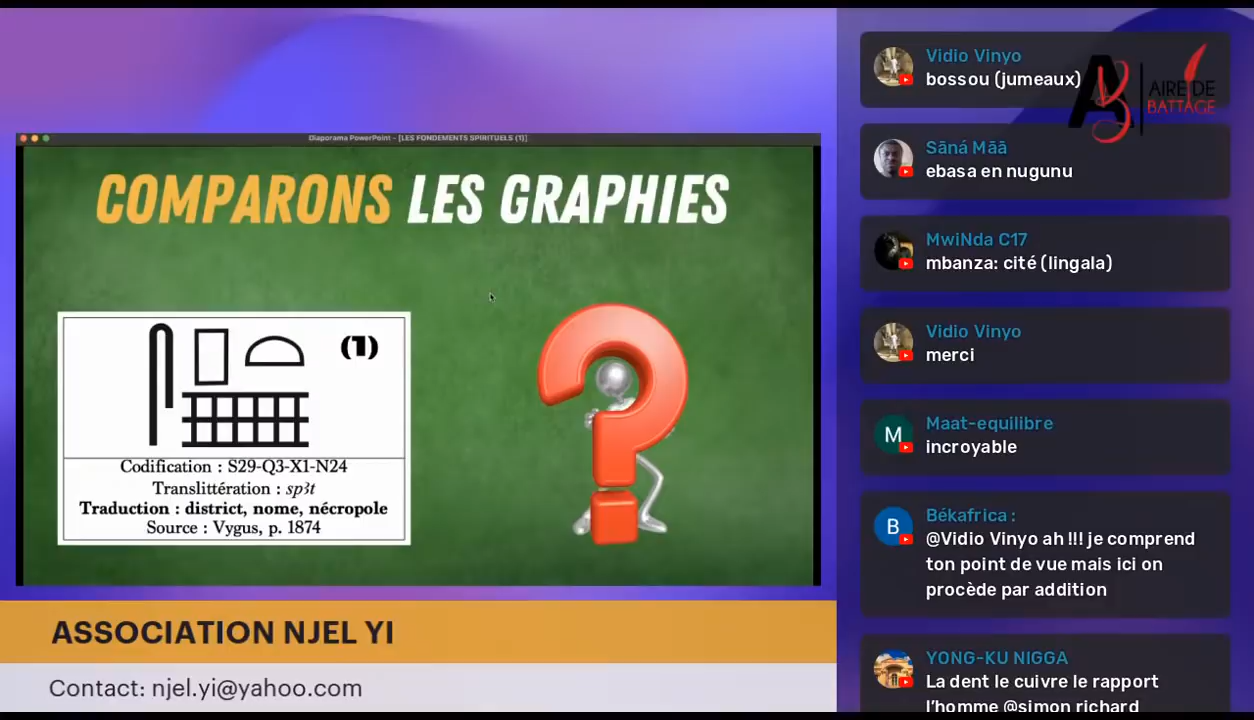 Diaporama PowerPoint - [LES FONDEMENTS SPIRITUELS (1)]
COMPARONS LES GRAPHIES
(1)
Codification : S29-Q3-X1-N24
Translittération : spꜣt
Traduction : district, nome, nécropole
Source : Vygus, p. 1874
ASSOCIATION NJEL YI
Contact: njel.yi@yahoo.com
Vidio Vinyo
bossou (jumeaux)
AB
AIRE DE
BATTAGE
Sāná Māā
ebasa en nugunu
MwiNda C17
mbanza: cité (lingala)
Vidio Vinyo
merci
M
Maat-equilibre
incroyable
B
Békafrica :
@Vidio Vinyo ah !!! je comprend
ton point de vue mais ici on
procède par addition
YONG-KU NIGGA
La dent le cuivre le rapport
l'homme @simon richard